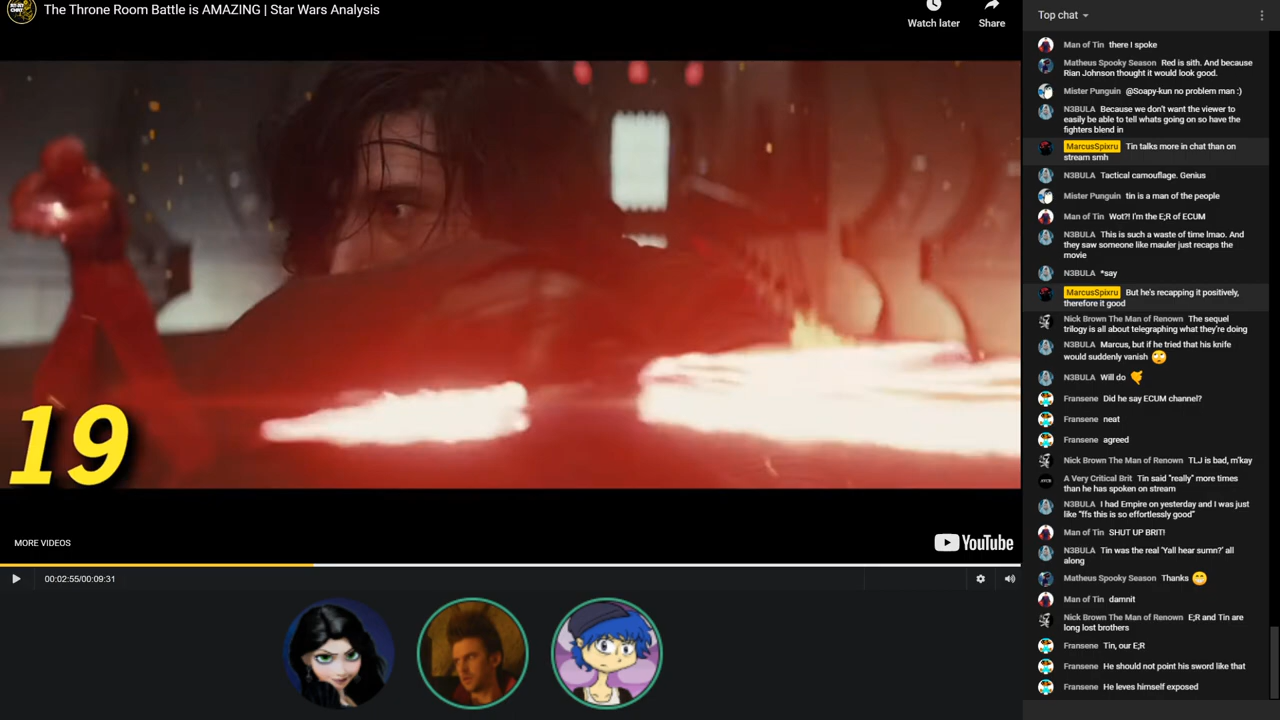 The Throne Room Battle is AMAZING | Star Wars Analysis
Watch later
Share
19
MORE VIDEOS
YouTube
00:02:55/00:09:31
Top chat
Man of Tin there I spoke
Matheus Spooky Season Red is sith. And because
Rian Johnson thought it would look good.
Mister Punguin @Soapy-kun no problem man :)
N3BULA Because we don't want the viewer to
easily be able to tell whats going on so have the
fighters blend in
MarcusSpixru Tin talks more in chat than on
stream smh
N3BULA Tactical camouflage. Genius
Mister Punguin tin is a man of the people
Man of Tin Wot?! I'm the E;R of ECUM
N3BULA This is such a waste of time lmao. And
they saw someone like mauler just recaps the
movie
N3BULA *say
MarcusSpixru But he's recapping it positively,
therefore it good
Nick Brown The Man of Renown The sequel
trilogy is all about telegraphing what they're doing
N3BULA Marcus, but if he tried that his knife
would suddenly vanish
N3BULA Will do
Fransene Did he say ECUM channel?
Fransene neat
Fransene agreed
Nick Brown The Man of Renown TLJ is bad, m'kay
A Very Critical Brit Tin said "really" more times
than he has spoken on stream
N3BULA I had Empire on yesterday and I was just
like "ffs this is so effortlessly good"
Man of Tin SHUT UP BRIT!
N3BULA Tin was the real 'Yall hear sumn?' all
along
Matheus Spooky Season Thanks
Man of Tin damnit
Nick Brown The Man of Renown E;R and Tin are
long lost brothers
Fransene Tin, our E;R
Fransene He should not point his sword like that
Fransene He leves himself exposed